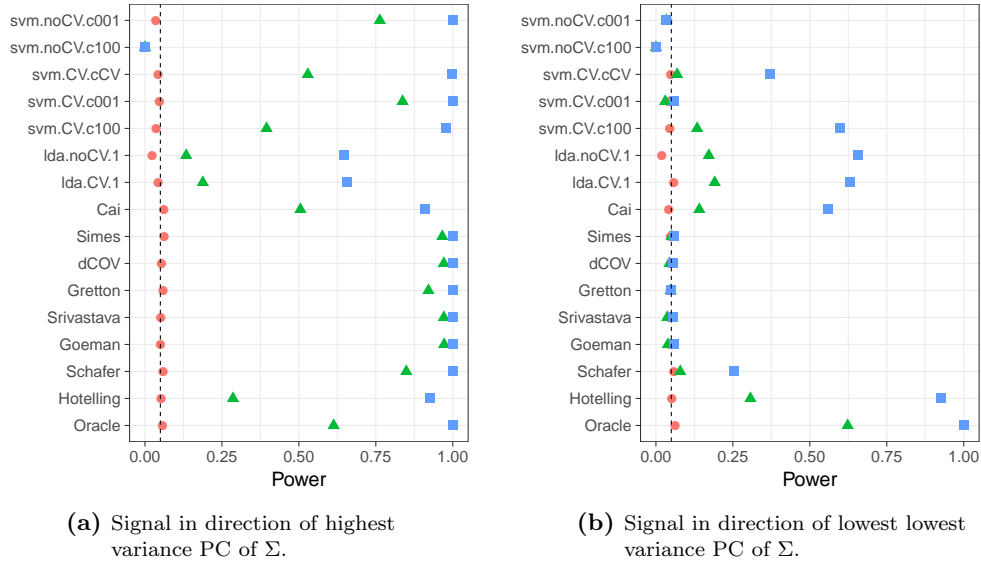 svm.noCV.c001
svm.noCV.c100
svm.CV.cCV
svm.CV.c001
svm.CV.c100
lda.noCV.1
lda.CV.1
Cai
Simes
dCOV
Gretton
Srivastava
Goeman
Schafer
Hotelling
Oracle
0.00 0.25 0.50 0.75 1.00
Power
(a) Signal in direction of highest
variance PC of Σ.
svm.noCV.c001
svm.noCV.c100
svm.CV.cCV
svm.CV.c001
svm.CV.c100
lda.noCV.1
lda.CV.1
Cai
Simes
dCOV
Gretton
Srivastava
Goeman
Schafer
Hotelling
Oracle
0.00 0.25 0.50 0.75 1.00
Power
(b) Signal in direction of lowest lowest
variance PC of Σ.